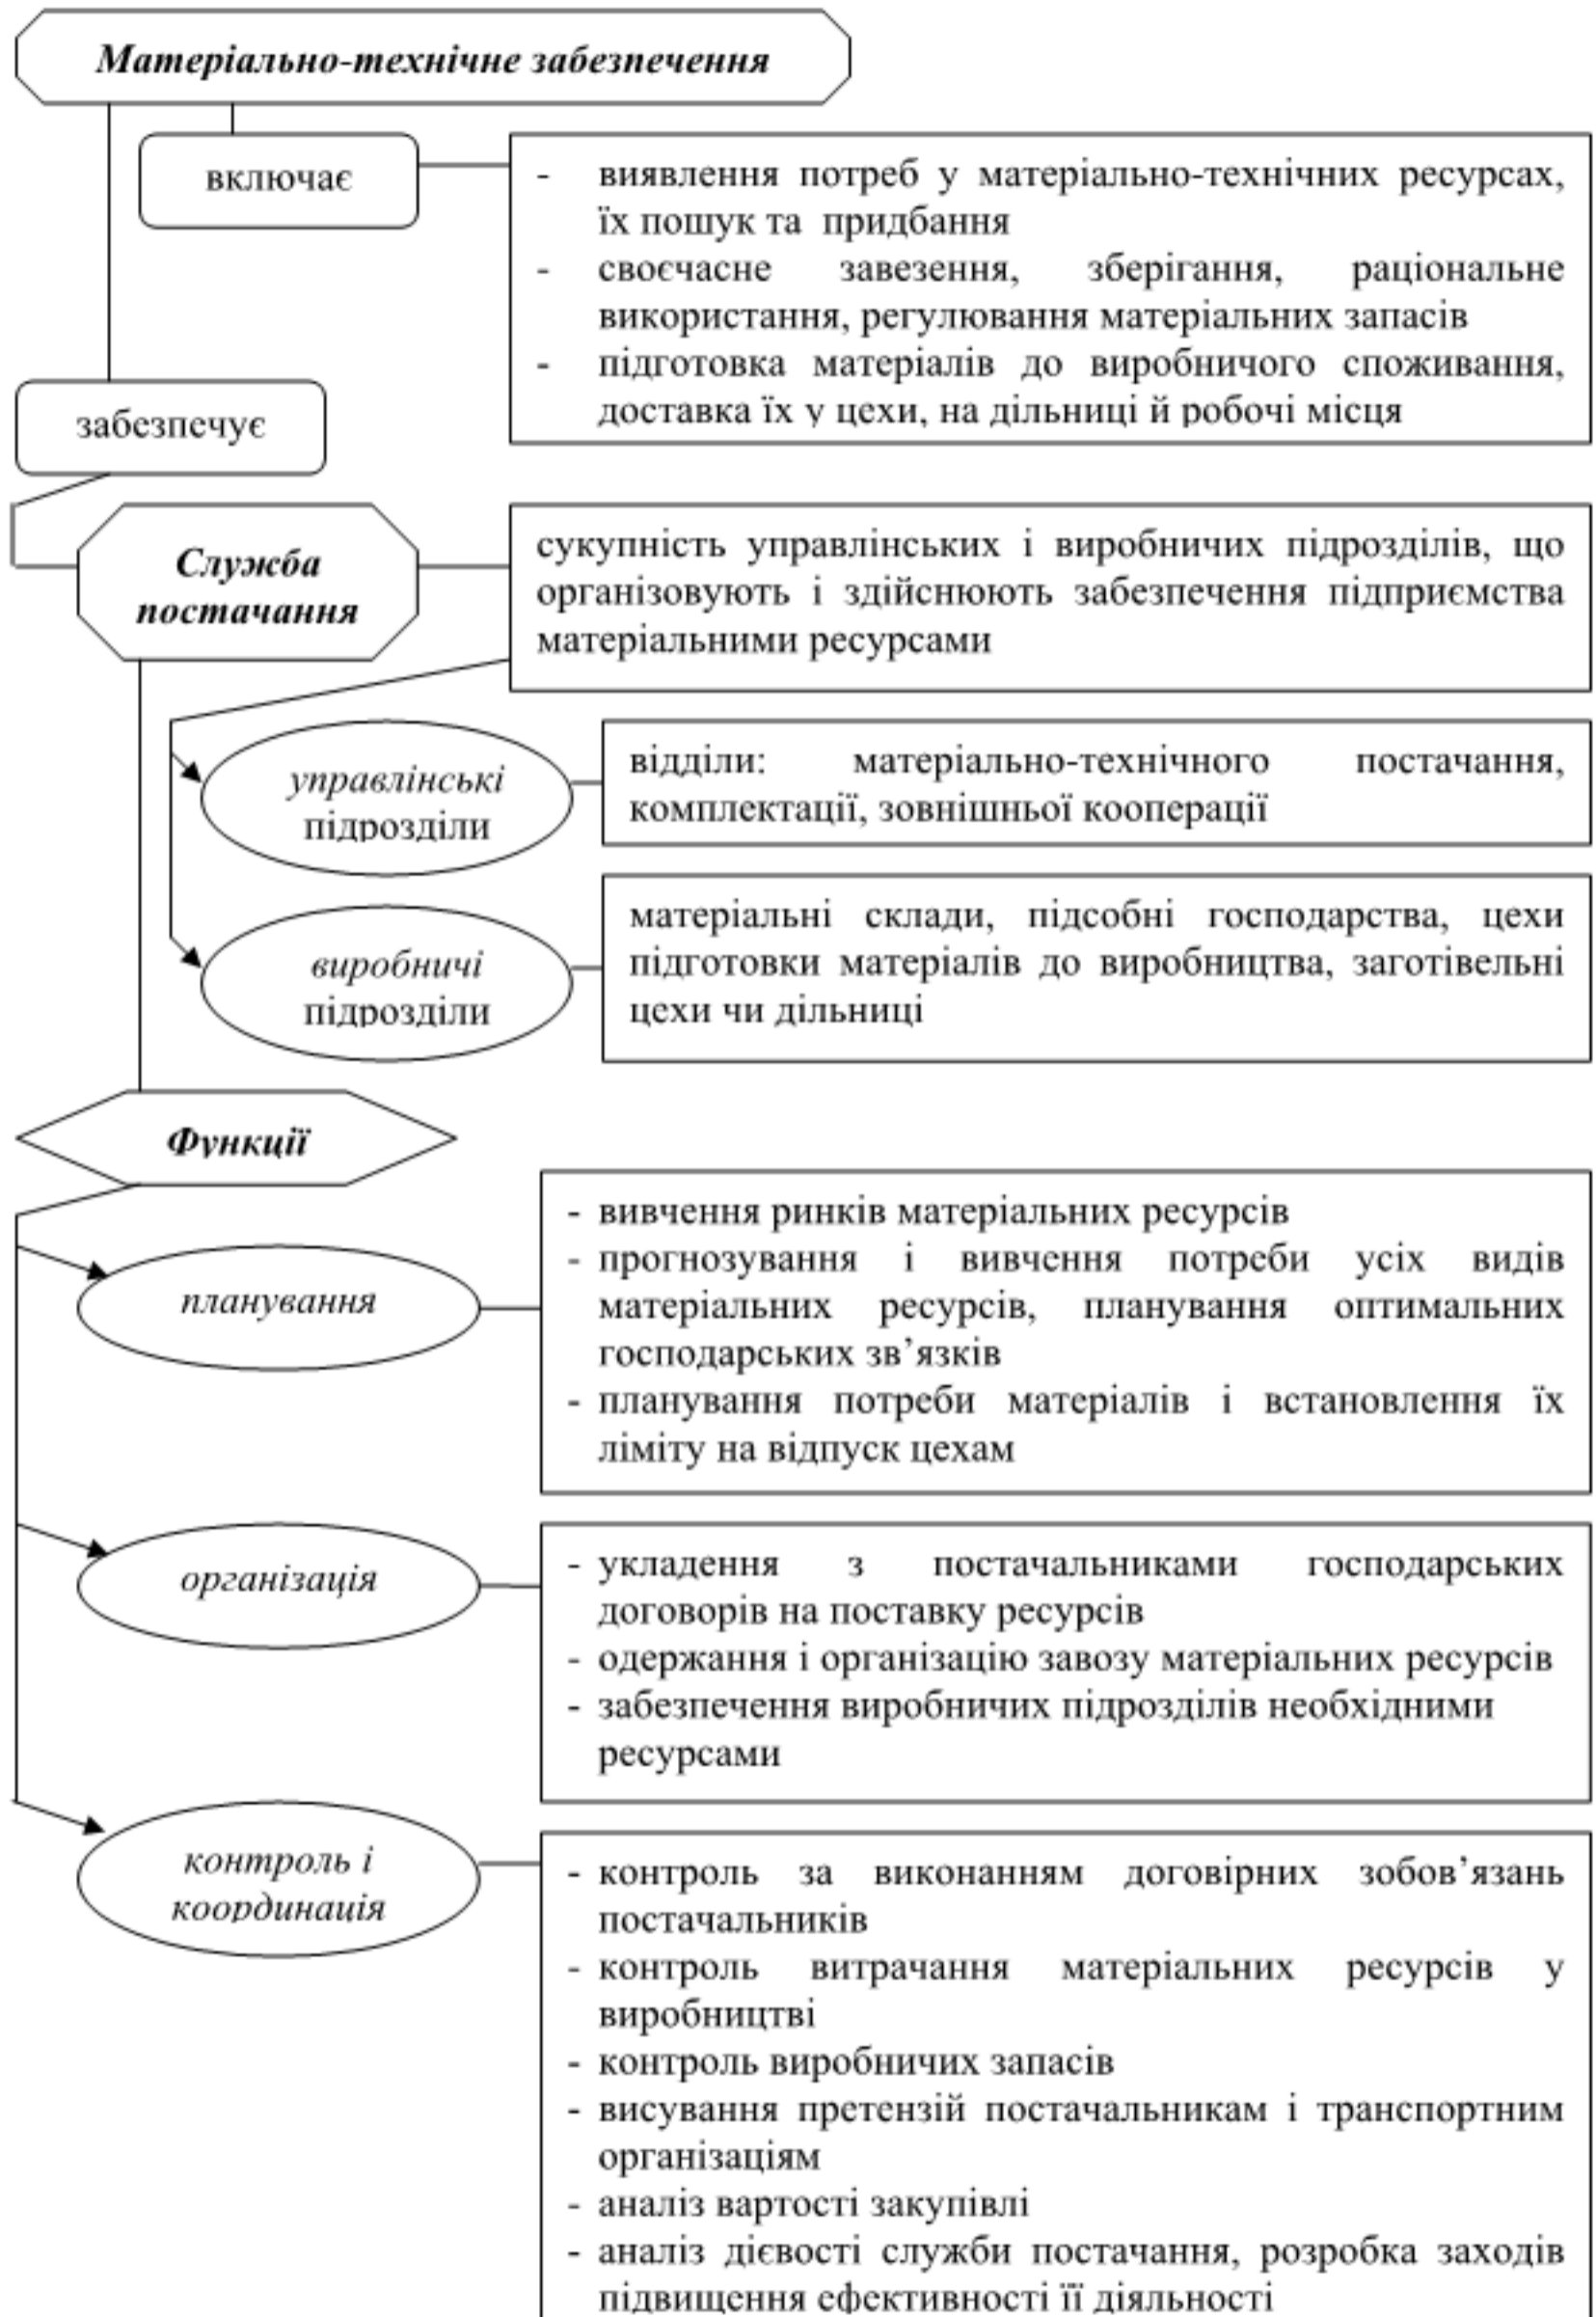 Матеріально-технічне забезпечення
включає
- виявлення потреб у матеріально-технічних ресурсах,
їх пошук та придбання
- своєчасне завезення, зберігання, раціональне
використання, регулювання матеріальних запасів
- підготовка матеріалів до виробничого споживання,
доставка їх у цехи, на дільниці й робочі місця
забезпечує
Служба
постачання
сукупність управлінських і виробничих підрозділів, що
організовують і здійснюють забезпечення підприємства
матеріальними ресурсами
управлінські
підрозділи
відділи: матеріально-технічного постачання,
комплектації, зовнішньої кооперації
виробничі
підрозділи
матеріальні склади, підсобні господарства, цехи
підготовки матеріалів до виробництва, заготівельні
цехи чи дільниці
Функції
планування
- вивчення ринків матеріальних ресурсів
- прогнозування і вивчення потреби усіх видів
матеріальних ресурсів, планування оптимальних
господарських зв’язків
- планування потреби матеріалів і встановлення їх
ліміту на відпуск цехам
організація
- укладення з постачальниками господарських
договорів на поставку ресурсів
- одержання і організацію завозу матеріальних ресурсів
- забезпечення виробничих підрозділів необхідними
ресурсами
контроль і
координація
- контроль за виконанням договірних зобов’язань
постачальників
- контроль витрачання матеріальних ресурсів у
виробництві
- контроль виробничих запасів
- висування претензій постачальникам і транспортним
організаціям
- аналіз вартості закупівлі
- аналіз дієвості служби постачання, розробка заходів
підвищення ефективності її діяльності